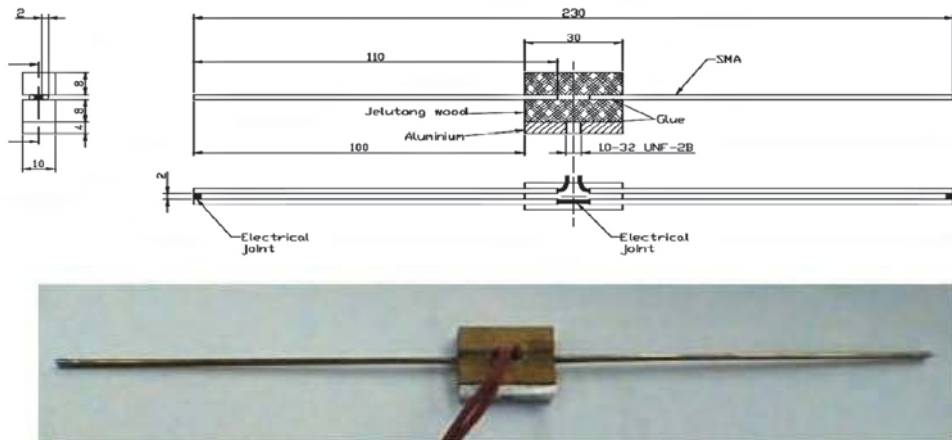 2
230
30
110
SMA
8
8
4
Jelutong wood
Glue
Aluminium
10-32 UNF-2B
10
100
2
Electrical
joint
Electrical
joint